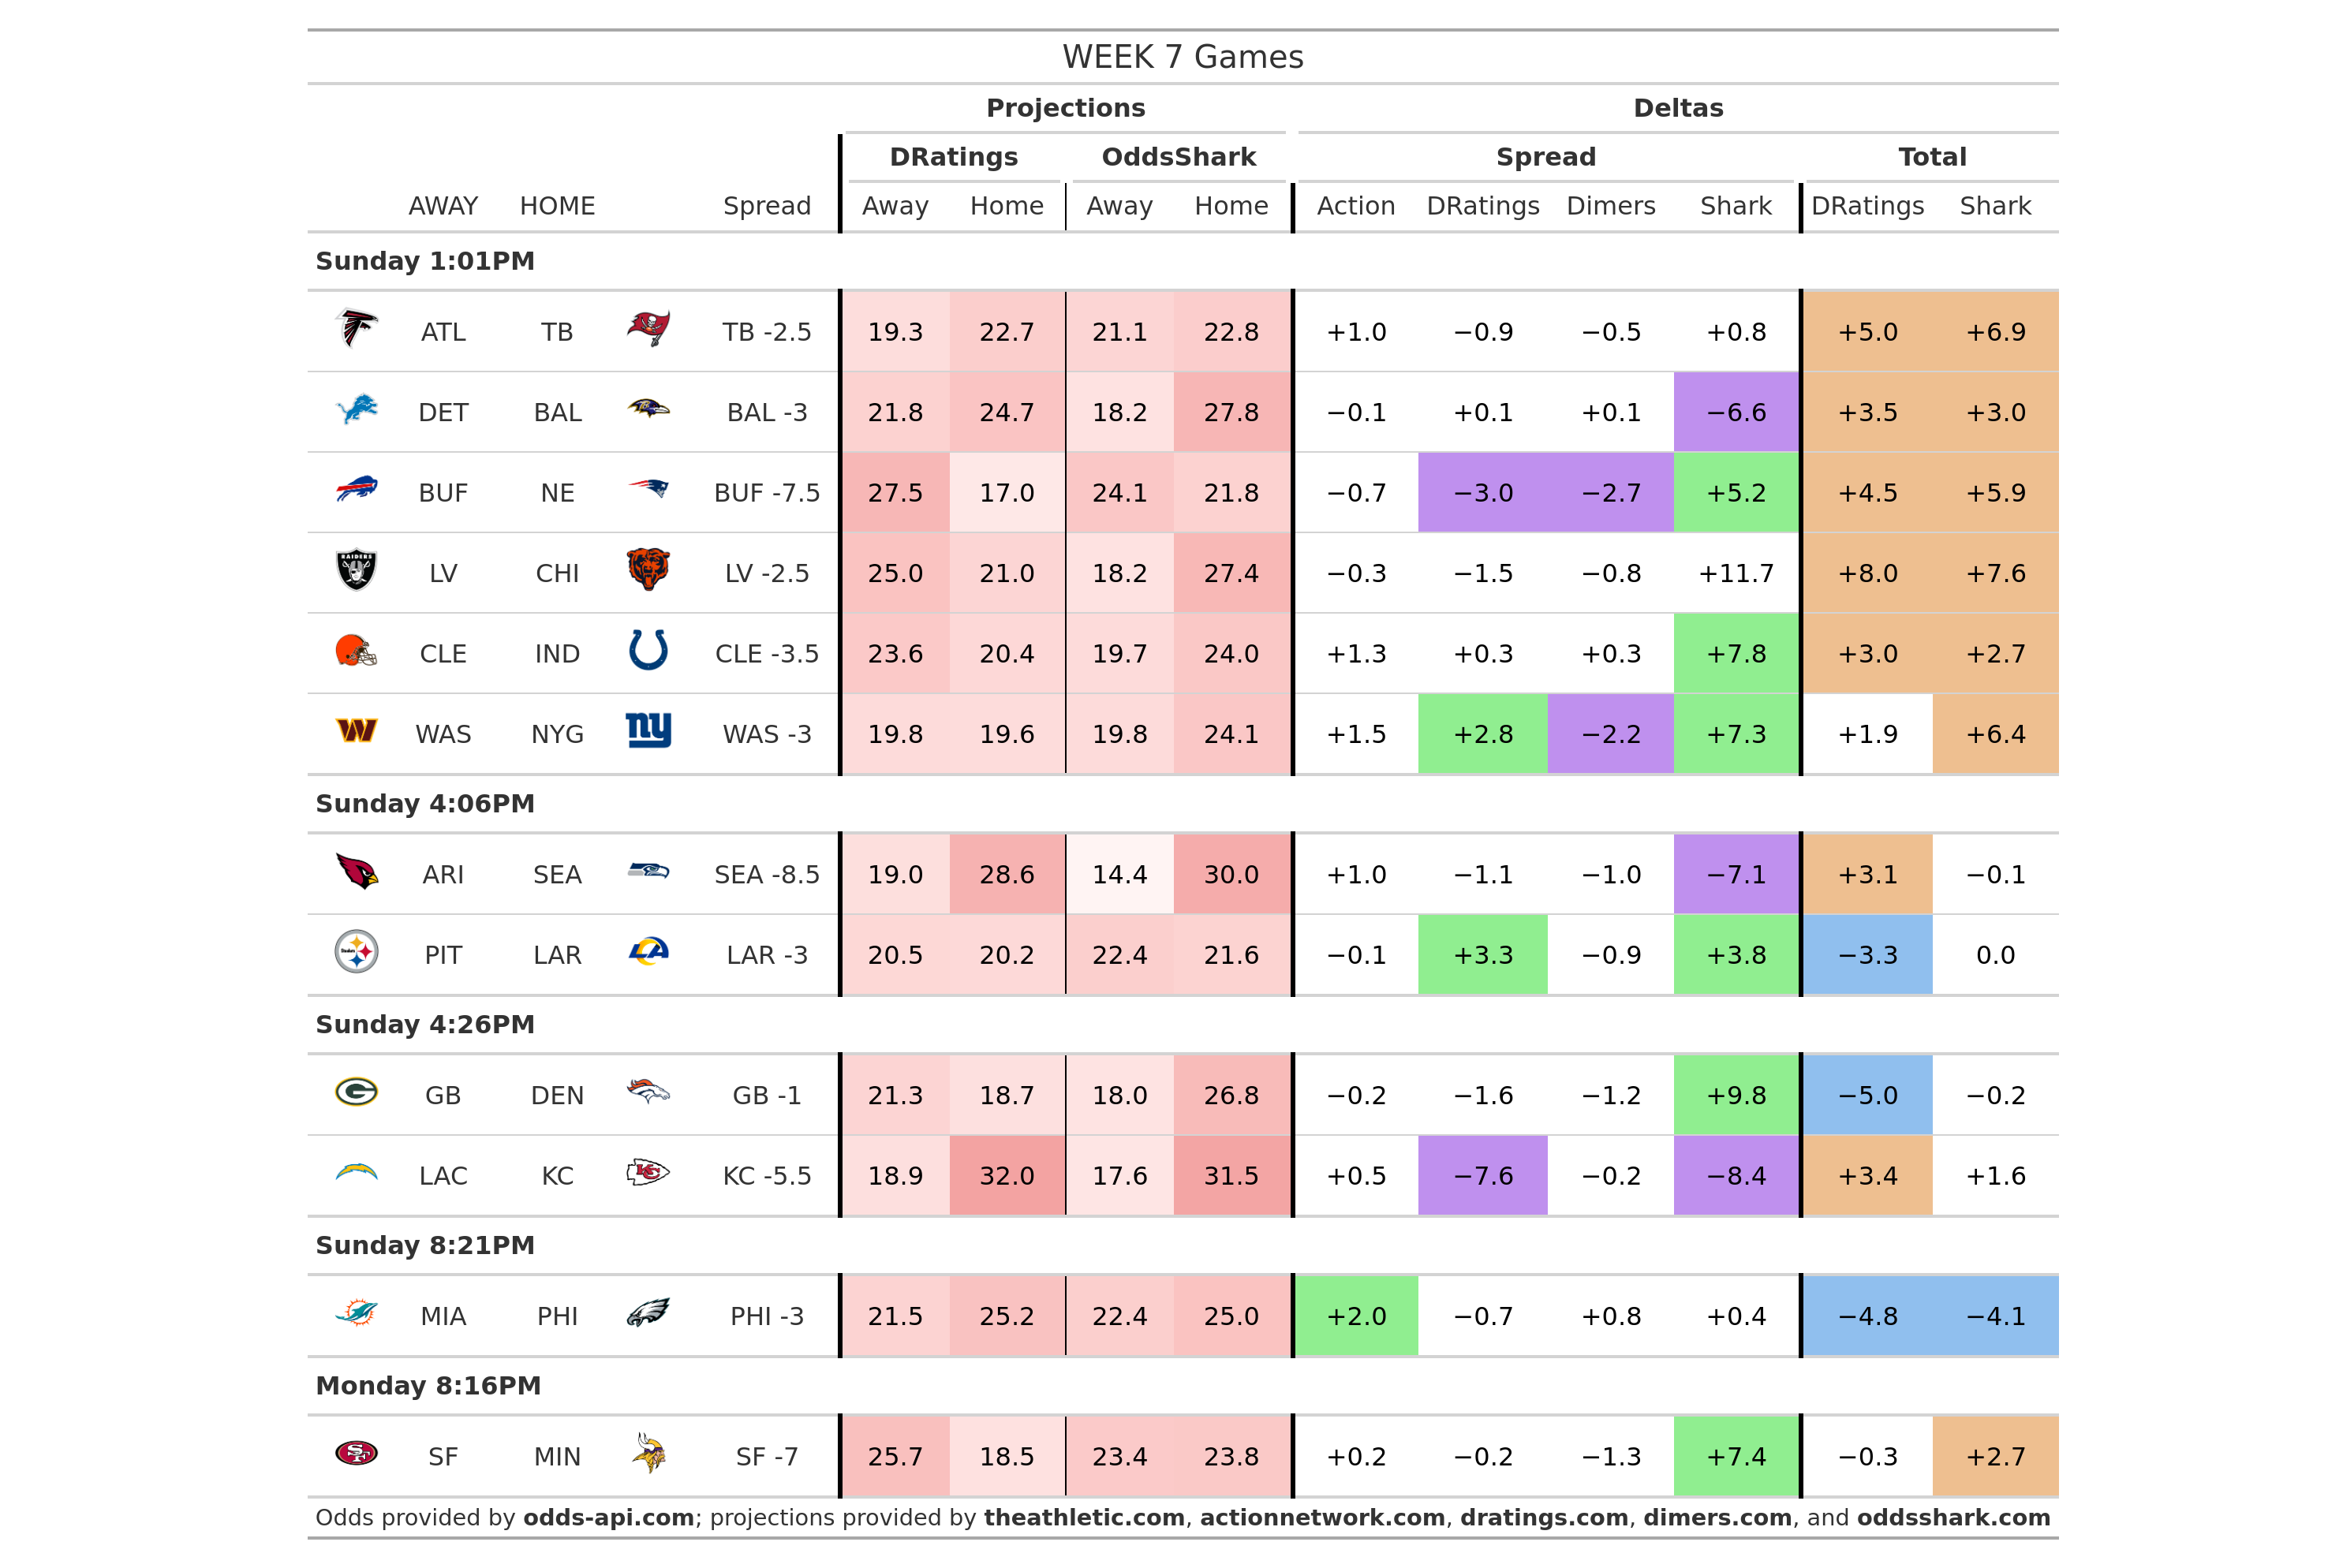 WEEK 7 Games
Projections Deltas
DRatings OddsShark Spread Total
AWAY HOME Spread Away Home Away Home Action DRatings Dimers Shark DRatings Shark
Sunday 1:01PM
ATL TB TB -2.5 19.3 22.7 21.1 22.8 +1.0 −0.9 −0.5 +0.8 +5.0 +6.9
DET BAL BAL -3 21.8 24.7 18.2 27.8 −0.1 +0.1 +0.1 −6.6 +3.5 +3.0
BUF NE BUF -7.5 27.5 17.0 24.1 21.8 −0.7 −3.0 −2.7 +5.2 +4.5 +5.9
RAIDERS LV CHI LV -2.5 25.0 21.0 18.2 27.4 −0.3 −1.5 −0.8 +11.7 +8.0 +7.6
CLE IND CLE -3.5 23.6 20.4 19.7 24.0 +1.3 +0.3 +0.3 +7.8 +3.0 +2.7
W WAS NYG ny WAS -3 19.8 19.6 19.8 24.1 +1.5 +2.8 −2.2 +7.3 +1.9 +6.4
Sunday 4:06PM
ARI SEA SEA -8.5 19.0 28.6 14.4 30.0 +1.0 −1.1 −1.0 −7.1 +3.1 −0.1
Steelers PIT LAR LA LAR -3 20.5 20.2 22.4 21.6 −0.1 +3.3 −0.9 +3.8 −3.3 0.0
Sunday 4:26PM
G GB DEN GB -1 21.3 18.7 18.0 26.8 −0.2 −1.6 −1.2 +9.8 −5.0 −0.2
LAC KC KC KC -5.5 18.9 32.0 17.6 31.5 +0.5 −7.6 −0.2 −8.4 +3.4 +1.6
Sunday 8:21PM
MIA PHI PHI -3 21.5 25.2 22.4 25.0 +2.0 −0.7 +0.8 +0.4 −4.8 −4.1
Monday 8:16PM
SF SF MIN SF -7 25.7 18.5 23.4 23.8 +0.2 −0.2 −1.3 +7.4 −0.3 +2.7
Odds provided by odds-api.com; projections provided by theathletic.com, actionnetwork.com, dratings.com, dimers.com, and oddsshark.com